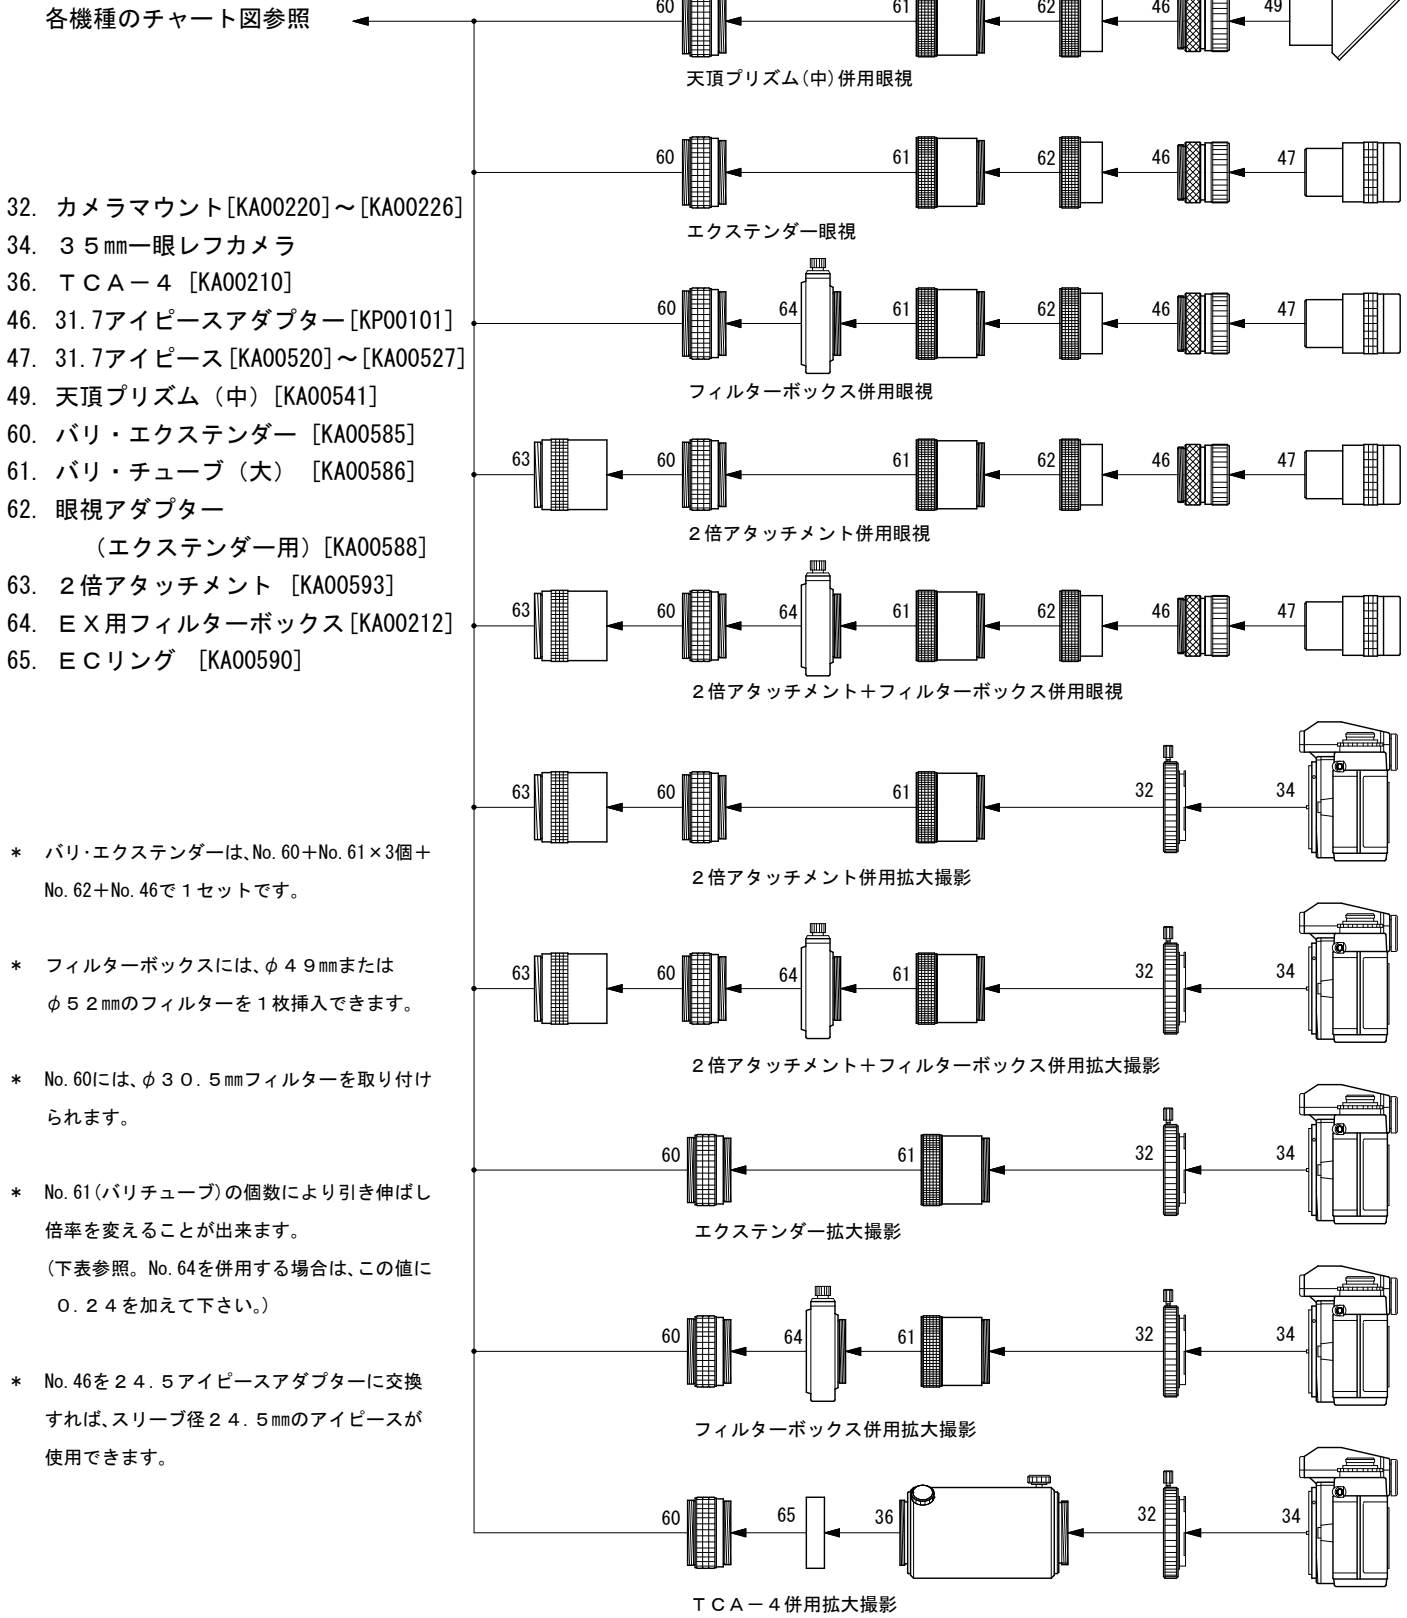 各機種のチャート図参照
60 61 62 46 49
天頂プリズム(中)併用眼視
60 61 62 46 47
エクステンダー眼視
60 64 61 62 46 47
フィルターボックス併用眼視
63 60 61 62 46 47
２倍アタッチメント併用眼視
63 60 64 61 62 46 47
２倍アタッチメント＋フィルターボックス併用眼視
63 60 61 32 34
２倍アタッチメント併用拡大撮影
63 60 64 61 32 34
２倍アタッチメント＋フィルターボックス併用拡大撮影
60 61 32 34
エクステンダー拡大撮影
60 64 61 32 34
フィルターボックス併用拡大撮影
60 65 36 32 34
ＴＣＡ－４併用拡大撮影
32. カメラマウント[KA00220]～[KA00226]
34. ３５㎜一眼レフカメラ
36. ＴＣＡ－４ [KA00210]
46. 31.7アイピースアダプター[KP00101]
47. 31.7アイピース[KA00520]～[KA00527]
49. 天頂プリズム（中）[KA00541]
60. バリ・エクステンダー [KA00585]
61. バリ・チューブ（大） [KA00586]
62. 眼視アダプター
（エクステンダー用）[KA00588]
63. ２倍アタッチメント [KA00593]
64. ＥＸ用フィルターボックス[KA00212]
65. ＥＣリング [KA00590]
* バリ・エクステンダーは、No.60＋No.61×3個＋
No.62＋No.46で１セットです。
* フィルターボックスには、φ４９㎜または
φ５２㎜のフィルターを１枚挿入できます。
* No.60には、φ３０.５㎜フィルターを取り付け
られます。
* No.61(バリチューブ)の個数により引き伸ばし
倍率を変えることが出来ます。
(下表参照。No.64を併用する場合は、この値に
０.２４を加えて下さい。)
* No.46を２４.５アイピースアダプターに交換
すれば、スリーブ径２４.５㎜のアイピースが
使用できます。